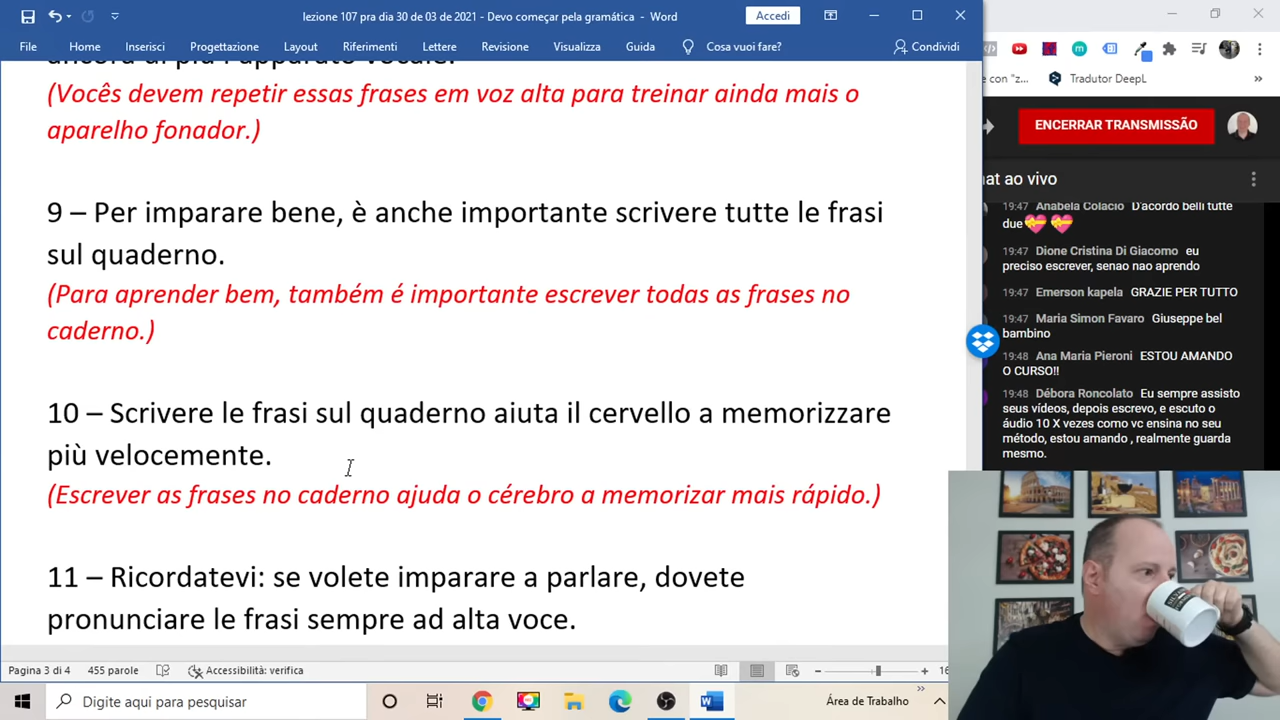 lezione 107 pra dia 30 de 03 de 2021 - Devo começar pela gramática - Word
Accedi
File Home Inserisci Progettazione Layout Riferimenti Lettere Revisione Visualizza Guida Cosa vuoi fare? Condividi
ancora di più l'apparato vocale.
(Vocês devem repetir essas frases em voz alta para treinar ainda mais o
aparelho fonador.)
9 – Per imparare bene, è anche importante scrivere tutte le frasi
sul quaderno.
(Para aprender bem, também é importante escrever todas as frases no
caderno.)
10 – Scrivere le frasi sul quaderno aiuta il cervello a memorizzare
più velocemente.
(Escrever as frases no caderno ajuda o cérebro a memorizar mais rápido.)
11 – Ricordatevi: se volete imparare a parlare, dovete
pronunciare le frasi sempre ad alta voce.
Pagina 3 di 4 455 parole Accessibilità: verifica 16
Digite aqui para pesquisar
Área de Trabalho
e con "z... Tradutor DeepL
ENCERRAR TRANSMISSÃO
hat ao vivo
19:47 Anabela Colacio D'acordo belli tutte
due
19:47 Dione Cristina Di Giacomo eu
preciso escrever, senao nao aprendo
19:47 Emerson kapela GRAZIE PER TUTTO
19:47 Maria Simon Favaro Giuseppe bel
bambino
19:48 Ana Maria Pieroni ESTOU AMANDO
O CURSO!!
19:48 Débora Roncolato Eu sempre assisto
seus vídeos, depois escrevo, e escuto o
áudio 10 X vezes como vc ensina no seu
método, estou amando , realmente guarda
mesmo.